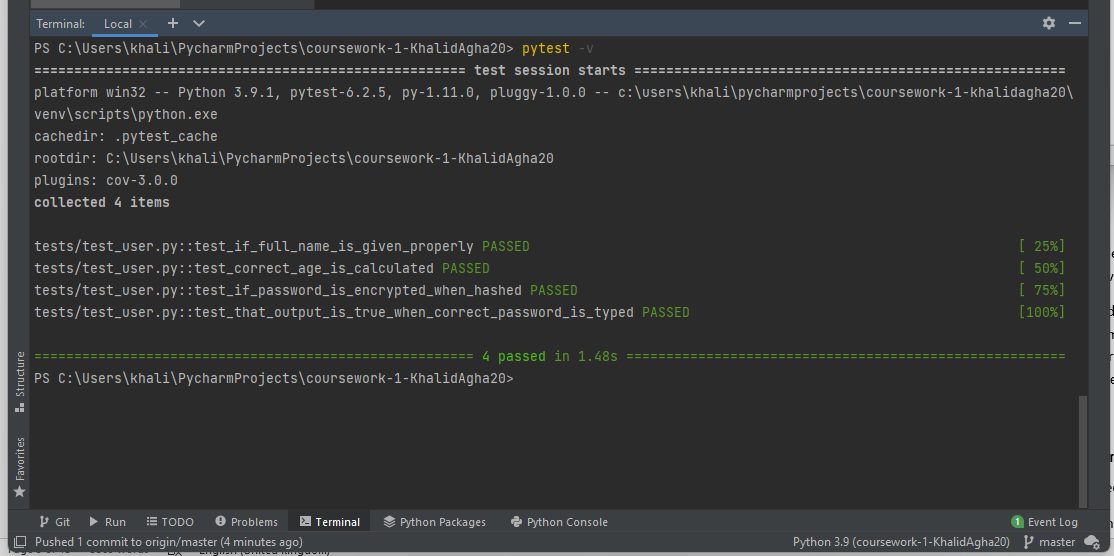 Terminal: Local × + 
PS C:\Users\khali\PycharmProjects\coursework-1-KhalidAgha20> pytest -v
====================================================== test session starts ======================================================
platform win32 -- Python 3.9.1, pytest-6.2.5, py-1.11.0, pluggy-1.0.0 -- c:\users\khali\pycharmprojects\coursework-1-khalidagha20\
venv\scripts\python.exe
cachedir: .pytest_cache
rootdir: C:\Users\khali\PycharmProjects\coursework-1-KhalidAgha20
plugins: cov-3.0.0
collected 4 items
tests/test_user.py::test_if_full_name_is_given_properly PASSED [ 25%]
tests/test_user.py::test_correct_age_is_calculated PASSED [ 50%]
tests/test_user.py::test_if_password_is_encrypted_when_hashed PASSED [ 75%]
tests/test_user.py::test_that_output_is_true_when_correct_password_is_typed PASSED [100%]
======================================================= 4 passed in 1.48s =======================================================
PS C:\Users\khali\PycharmProjects\coursework-1-KhalidAgha20>
Structure
Favorites
Git Run TODO Problems Terminal Python Packages Python Console 1 Event Log
Pushed 1 commit to origin/master (4 minutes ago) Python 3.9 (coursework-1-KhalidAgha20) master